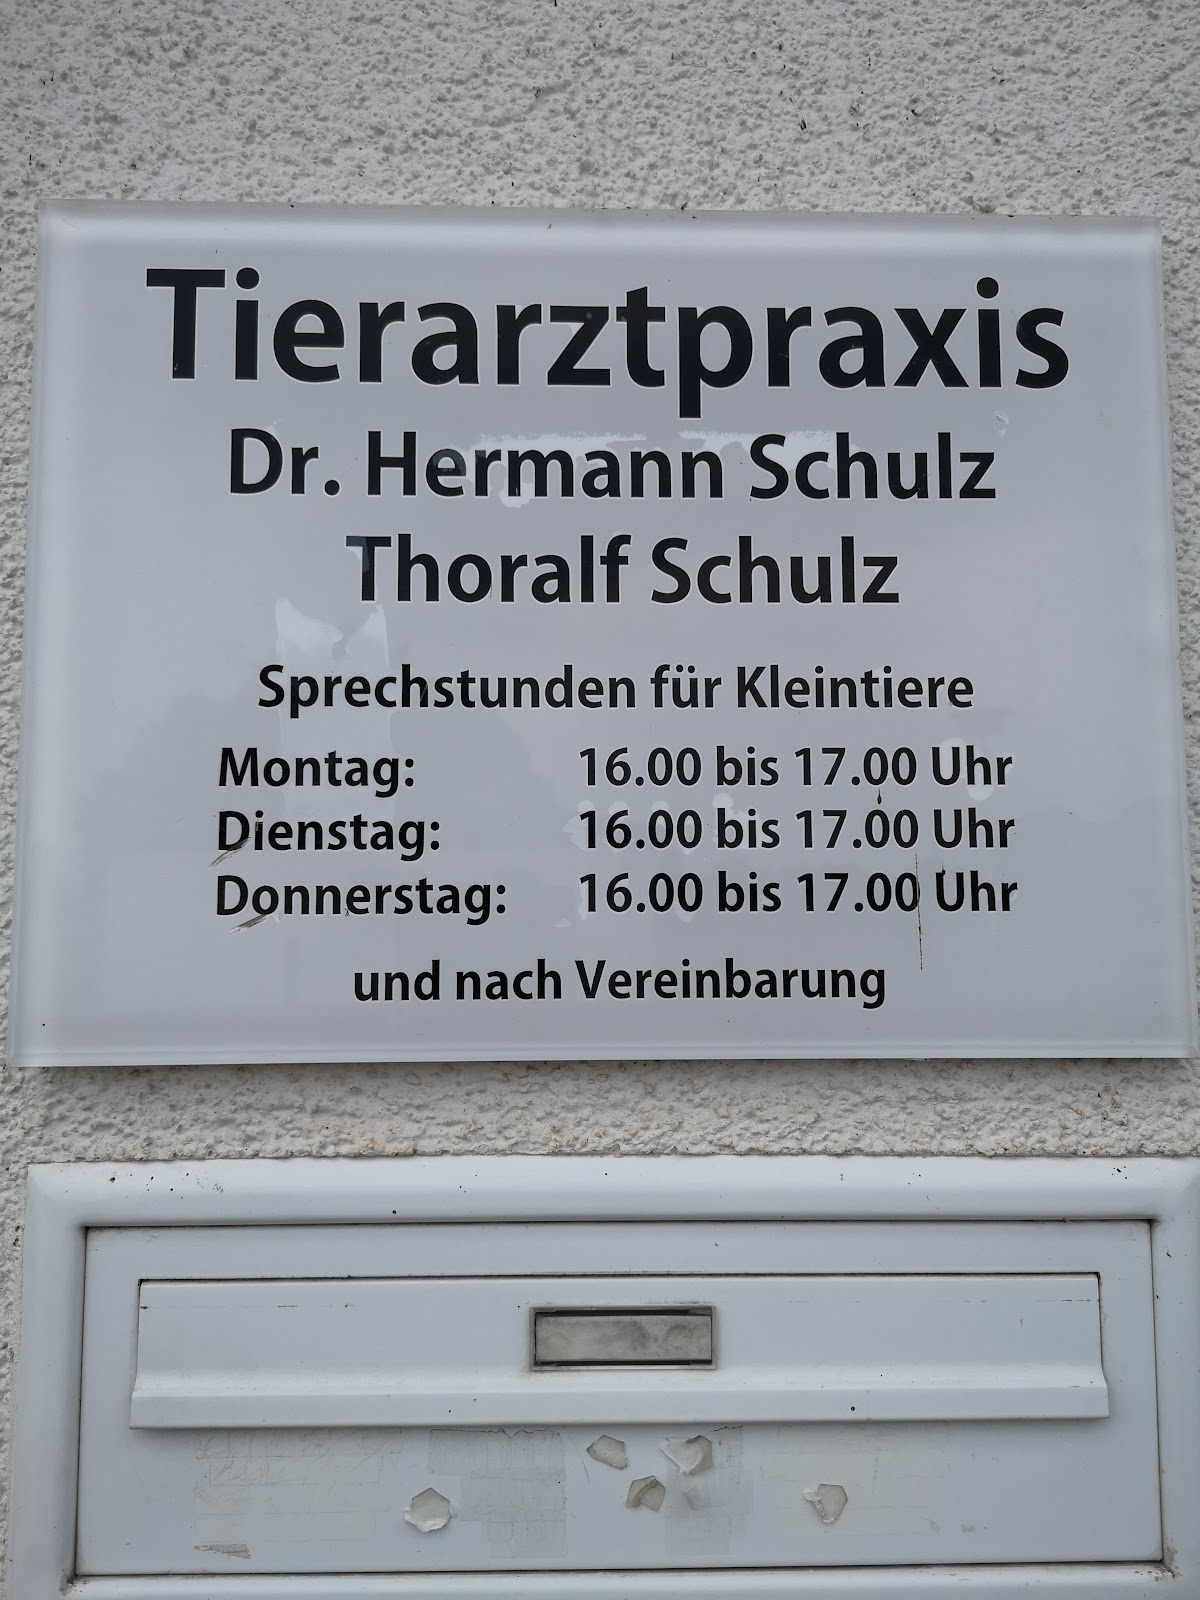 Tierarztpraxis
Dr. Hermann Schulz
Thoralf Schulz
Sprechstunden für Kleintiere
Montag: 16.00 bis 17.00 Uhr
Dienstag: 16.00 bis 17.00 Uhr
Donnerstag: 16.00 bis 17.00 Uhr
und nach Vereinbarung